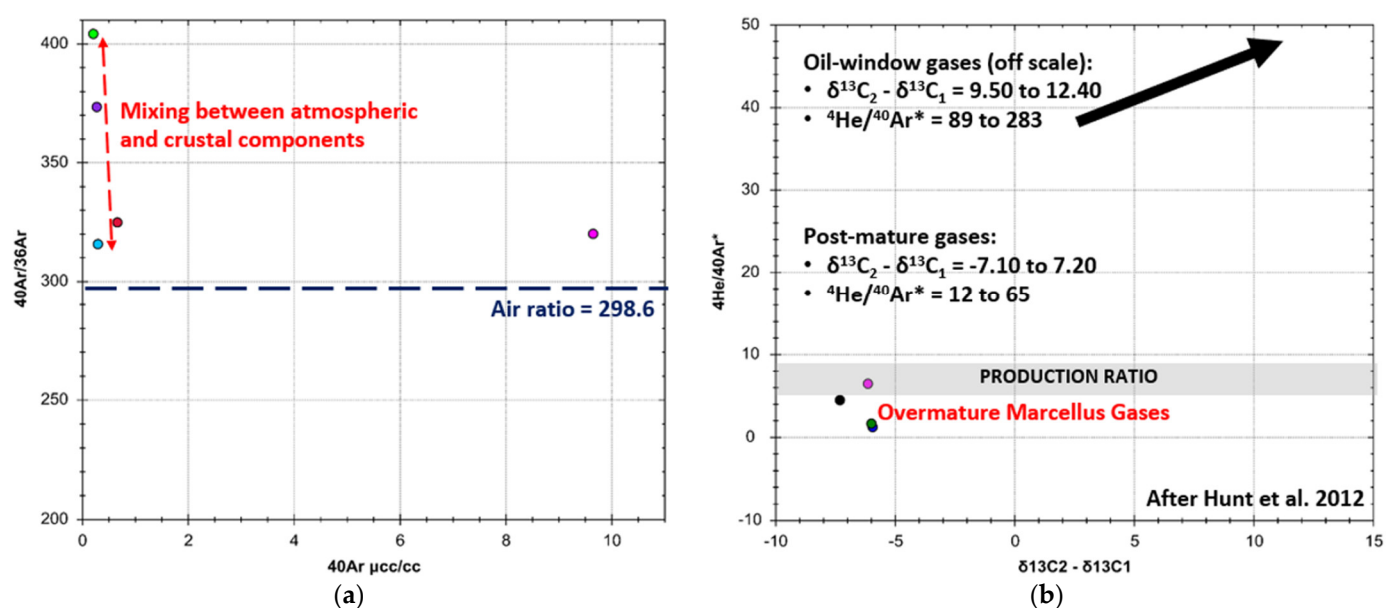 400
350
300
250
200
40Ar/36Ar
Mixing between atmospheric
and crustal components
Air ratio = 298.6
0
2
4
6
8
10
40Ar µcc/cc
(a)
50
40
30
20
10
0
-10
4He/40Ar*
Oil-window gases (off scale):
• δ¹³C₂ - δ¹³C₁ = 9.50 to 12.40
• ⁴He/⁴⁰Ar* = 89 to 283
Post-mature gases:
• δ¹³C₂ - δ¹³C₁ = -7.10 to 7.20
• ⁴He/⁴⁰Ar* = 12 to 65
PRODUCTION RATIO
Overmature Marcellus Gases
After Hunt et al. 2012
-10
-5
0
5
10
15
δ13C2 - δ13C1
(b)